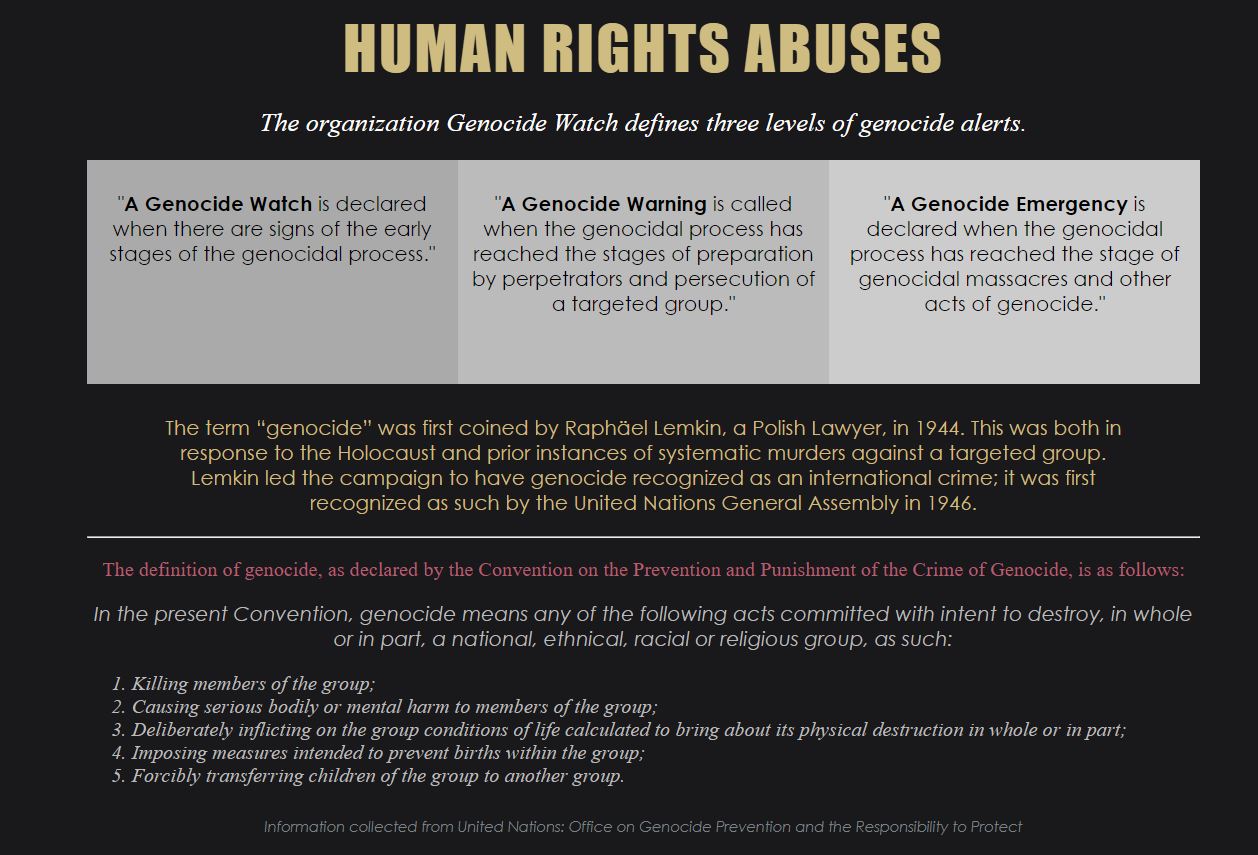 HUMAN RIGHTS ABUSES
The organization Genocide Watch defines three levels of genocide alerts.
"A Genocide Watch is declared
when there are signs of the early
stages of the genocidal process."
"A Genocide Warning is called
when the genocidal process has
reached the stages of preparation
by perpetrators and persecution of
a targeted group."
"A Genocide Emergency is
declared when the genocidal
process has reached the stage of
genocidal massacres and other
acts of genocide."
The term “genocide” was first coined by Raphäel Lemkin, a Polish Lawyer, in 1944. This was both in
response to the Holocaust and prior instances of systematic murders against a targeted group.
Lemkin led the campaign to have genocide recognized as an international crime; it was first
recognized as such by the United Nations General Assembly in 1946.
The definition of genocide, as declared by the Convention on the Prevention and Punishment of the Crime of Genocide, is as follows:
In the present Convention, genocide means any of the following acts committed with intent to destroy, in whole
or in part, a national, ethnical, racial or religious group, as such:
1. Killing members of the group;
2. Causing serious bodily or mental harm to members of the group;
3. Deliberately inflicting on the group conditions of life calculated to bring about its physical destruction in whole or in part;
4. Imposing measures intended to prevent births within the group;
5. Forcibly transferring children of the group to another group.
Information collected from United Nations: Office on Genocide Prevention and the Responsibility to Protect